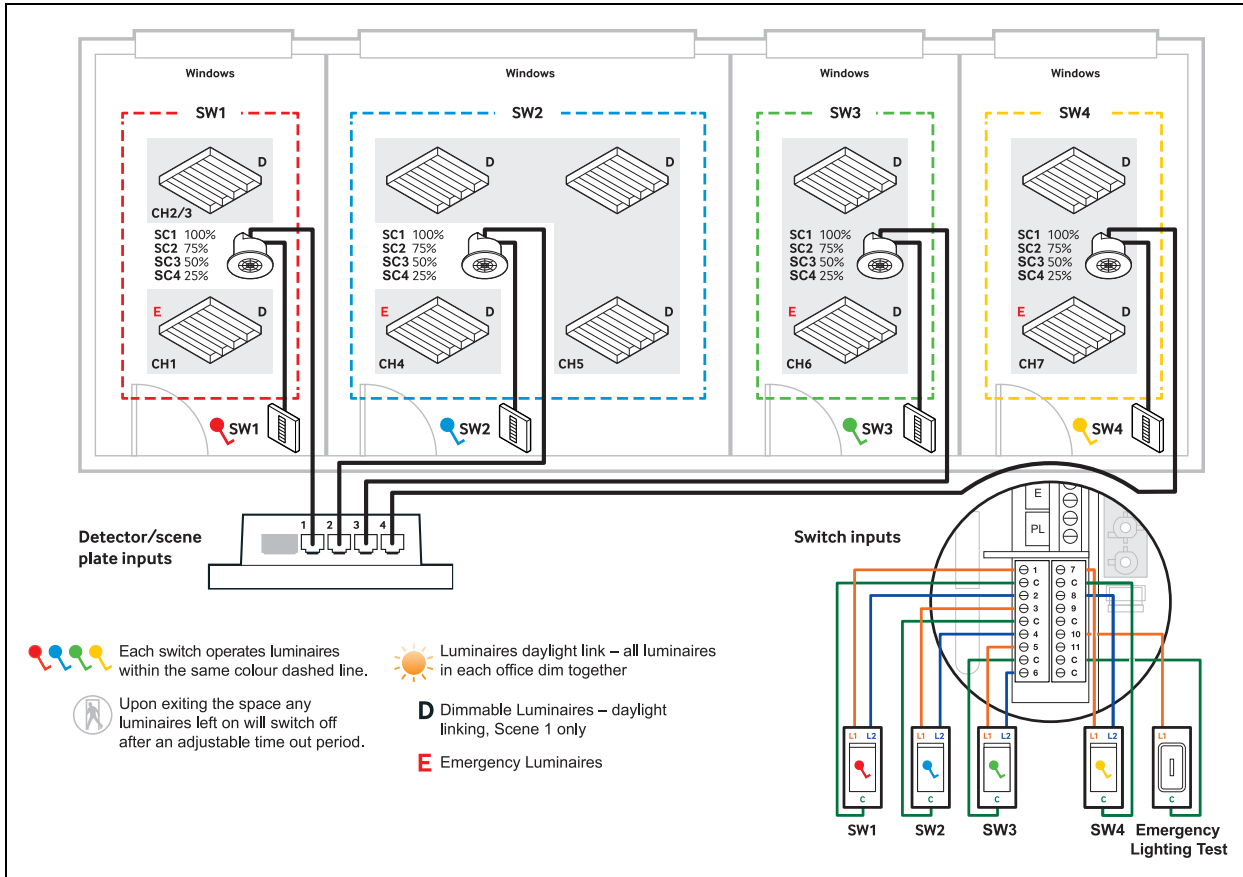 Windows
Windows
Windows
Windows
SW1
SW2
SW3
SW4
D
D
D
D
D
CH2/3
SC1 100%
SC2 75%
SC3 50%
SC4 25%
SC1 100%
SC2 75%
SC3 50%
SC4 25%
SC1 100%
SC2 75%
SC3 50%
SC4 25%
SC1 100%
SC2 75%
SC3 50%
SC4 25%
E
D
E
D
D
E
D
E
D
CH1
CH4
CH5
CH6
CH7
SW1
SW2
SW3
SW4
Detector/scene
plate inputs
1
2
3
4
Switch inputs
E
PL
1
C
2
3
C
4
5
C
6
7
C
8
9
C
10
11
C
C
Each switch operates luminaires
within the same colour dashed line.
Upon exiting the space any
luminaires left on will switch off
after an adjustable time out period.
Luminaires daylight link – all luminaires
in each office dim together
D Dimmable Luminaires – daylight
linking, Scene 1 only
E Emergency Luminaires
L1 L2
L1 L2
L1 L2
L1 L2
L1
C
C
C
C
C
SW1
SW2
SW3
SW4
Emergency
Lighting Test